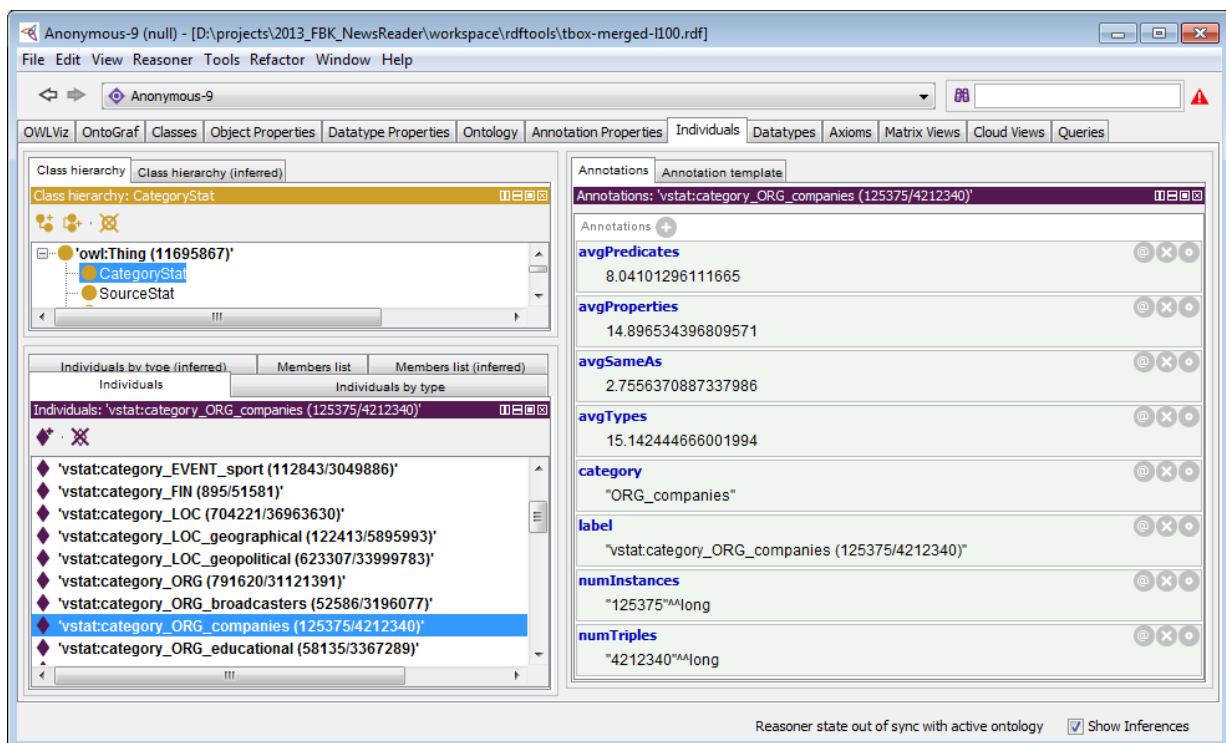 Anonymous-9 (null) - [D:\projects\2013_FBK_NewsReader\workspace\rdftools\tbox-merged-l100.rdf]
File Edit View Reasoner Tools Refactor Window Help
Anonymous-9
OWLViz OntoGraf Classes Object Properties Datatype Properties Ontology Annotation Properties Individuals Datatypes Axioms Matrix Views Cloud Views Queries
Class hierarchy Class hierarchy (inferred)
Class hierarchy: CategoryStat
'owl:Thing (11695867)'
CategoryStat
SourceStat
Individuals by type (inferred) Members list Members list (inferred)
Individuals Individuals by type
Individuals: 'vstat:category_ORG_companies (125375/4212340)'
'vstat:category_EVENT_sport (112843/3049886)'
'vstat:category_FIN (895/51581)'
'vstat:category_LOC (704221/36963630)'
'vstat:category_LOC_geographical (122413/5895993)'
'vstat:category_LOC_geopolitical (623307/33999783)'
'vstat:category_ORG (791620/31121391)'
'vstat:category_ORG_broadcasters (52586/3196077)'
'vstat:category_ORG_companies (125375/4212340)'
'vstat:category_ORG_educational (58135/3367289)'
Annotations Annotation template
Annotations: 'vstat:category_ORG_companies (125375/4212340)'
Annotations
avgPredicates
8.04101296111665
avgProperties
14.896534396809571
avgSameAs
2.7556370887337986
avgTypes
15.142444666001994
category
"ORG_companies"
label
"vstat:category_ORG_companies (125375/4212340)"
numInstances
"125375"^^long
numTriples
"4212340"^^long
Reasoner state out of sync with active ontology Show Inferences